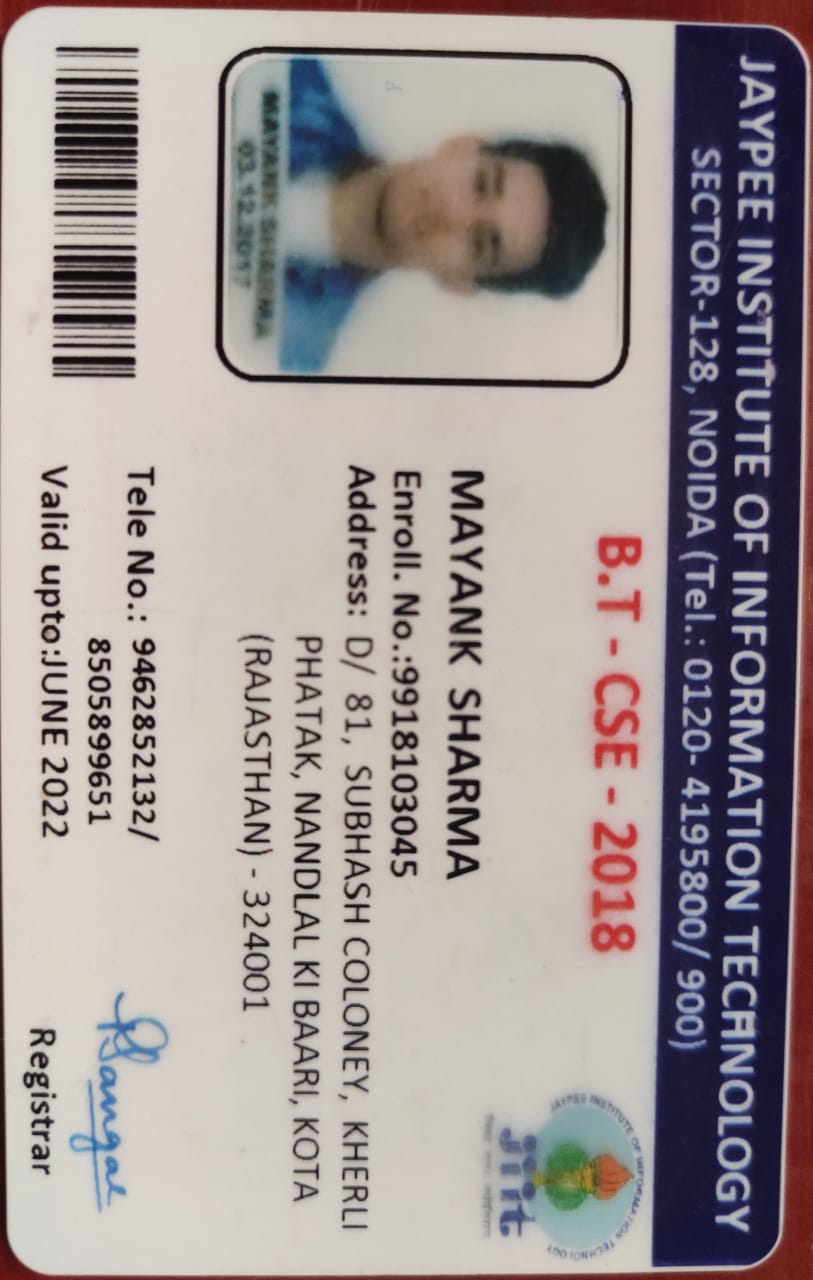 JAYPEE INSTITUTE OF INFORMATION TECHNOLOGY
SECTOR-128, NOIDA (Tel.: 0120- 4195800/ 900)
B.T - CSE - 2018
JAYPEE INSTITUTE OF INFORMATION TECHNOLOGY
jiit
MAYANK SHARMA
Enroll. No.:9918103045
Address: D/ 81, SUBHASH COLONEY, KHERLI
PHATAK, NANDLAL KI BAARI, KOTA
(RAJASTHAN) - 324001
MAYANK SHARMA
03.12.2017
Tele No.: 9462852132/
8505899651
Valid upto:JUNE 2022
Registrar